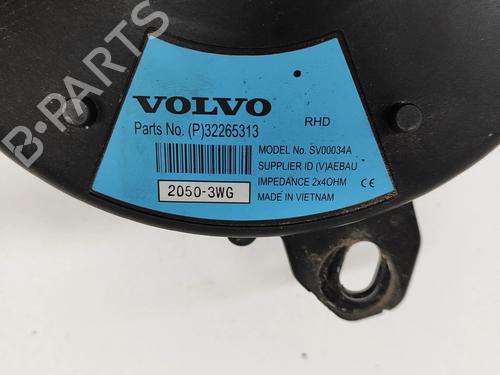 B-PARTS
VOLVO
Parts No. (P)32265313
RHD
MODEL No. SV00034A
SUPPLIER ID (V)AEBAU
IMPEDANCE 2x4OHM CE
MADE IN VIETNAM
2050-3WG